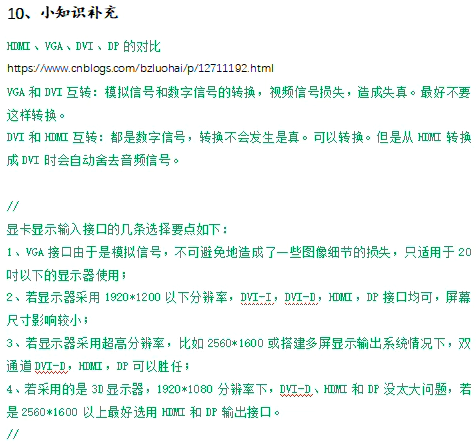 10、小知识补充
HDMI、VGA、DVI、DP的对比
https://www.cnblogs.com/bzluohai/p/12711192.html
VGA 和 DVI 互转：模拟信号和数字信号的转换，视频信号损失，造成失真。最好不要
这样转换。
DVI 和 HDMI 互转：都是数字信号，转换不会发生是真。可以转换。但是从 HDMI 转换
成 DVI 时会自动舍去音频信号。
//
显卡显示输入接口的几条选择要点如下：
1、VGA 接口由于是模拟信号，不可避免地造成了一些图像细节的损失，只适用于 20
吋以下的显示器使用；
2、若显示器采用 1920*1200 以下分辨率，DVI-I，DVI-D，HDMI，DP 接口均可，屏幕
尺寸影响较小；
3、若显示器采用超高分辨率，比如 2560*1600 或搭建多屏显示输出系统情况下，双
通道 DVI-D，HDMI，DP 可以胜任；
4、若采用的是 3D 显示器，1920*1080 分辨率下，DVI-D、HDMI 和 DP 没太大问题，若
是 2560*1600 以上最好选用 HDMI 和 DP 输出接口。
//